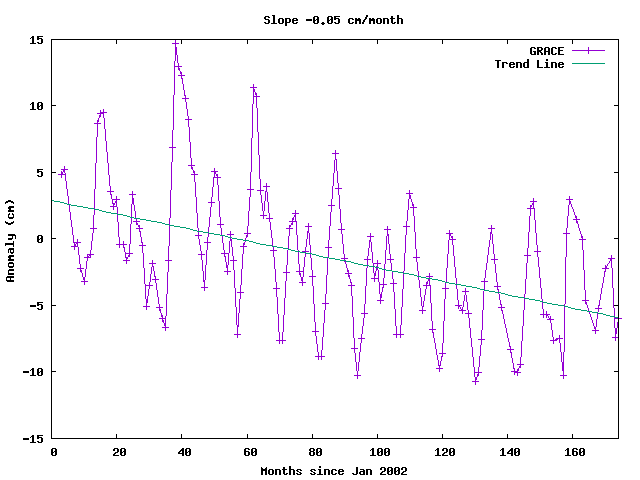 Slope -0.05 cm/month
GRACE
Trend Line
15
10
5
0
-5
-10
-15
Anomaly (cm)
0 20 40 60 80 100 120 140 160
Months since Jan 2002